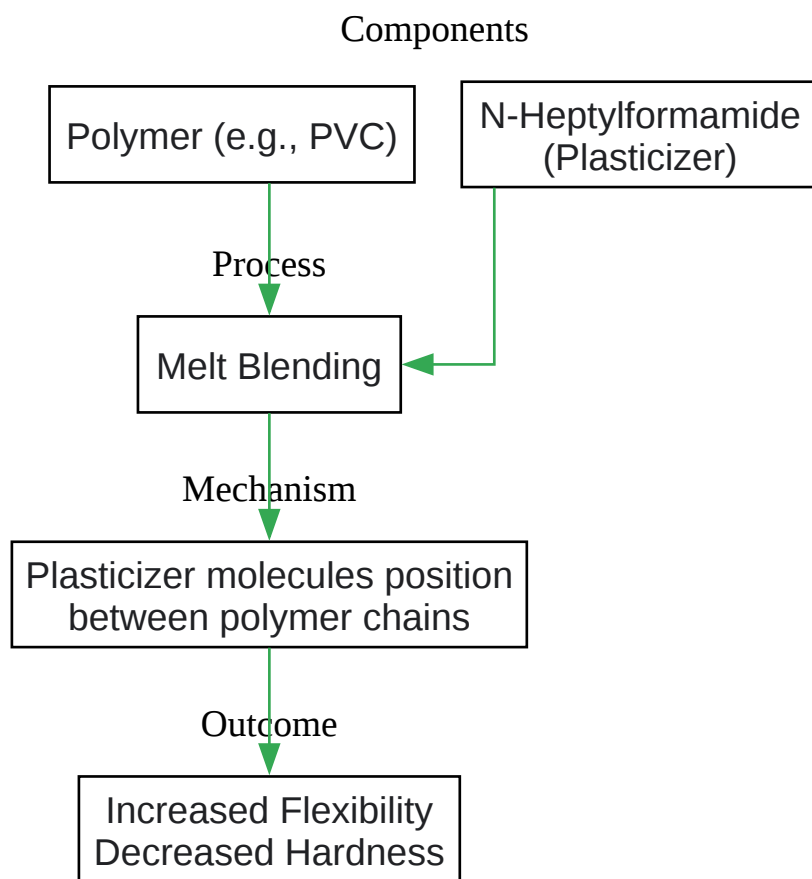 Components
Polymer (e.g., PVC)
N-Heptylformamide
(Plasticizer)
Process
Melt Blending
Mechanism
Plasticizer molecules position
between polymer chains
Outcome
Increased Flexibility
Decreased Hardness